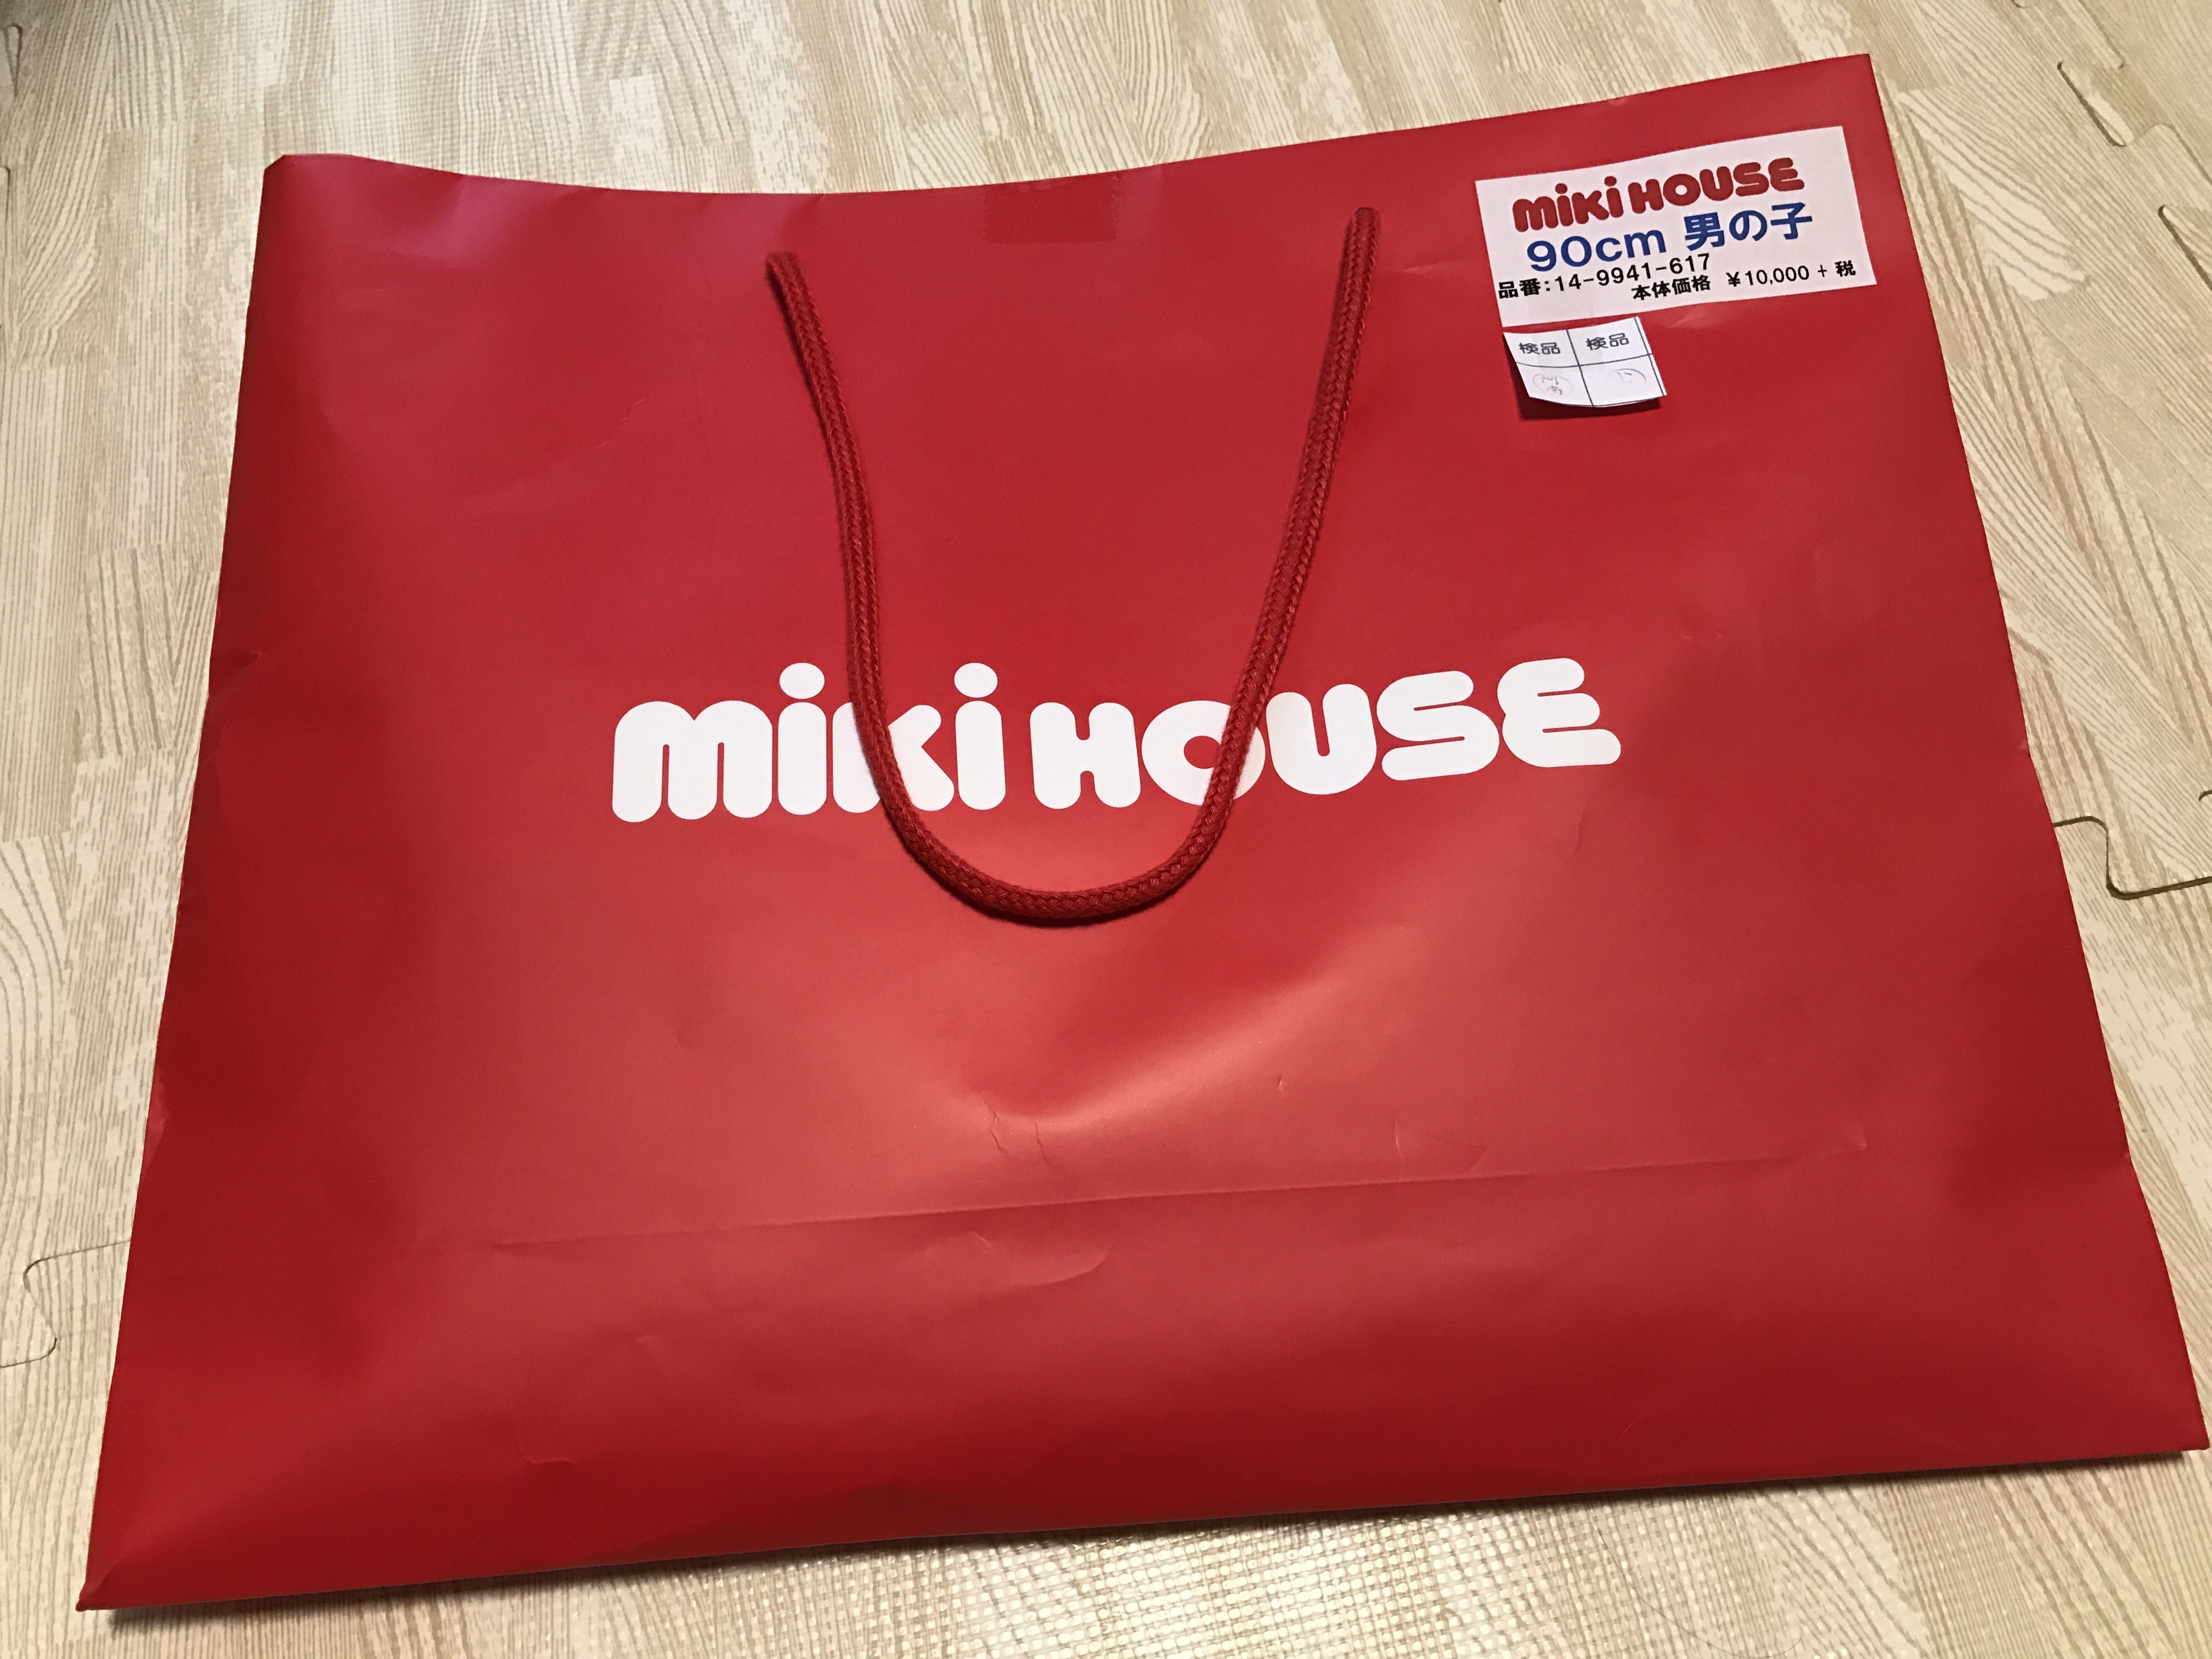 miki HOUSE
90cm 男の子
品番:14-9941-617
本体価格 ¥10,000 + 税
検品 検品
miki HOUSE